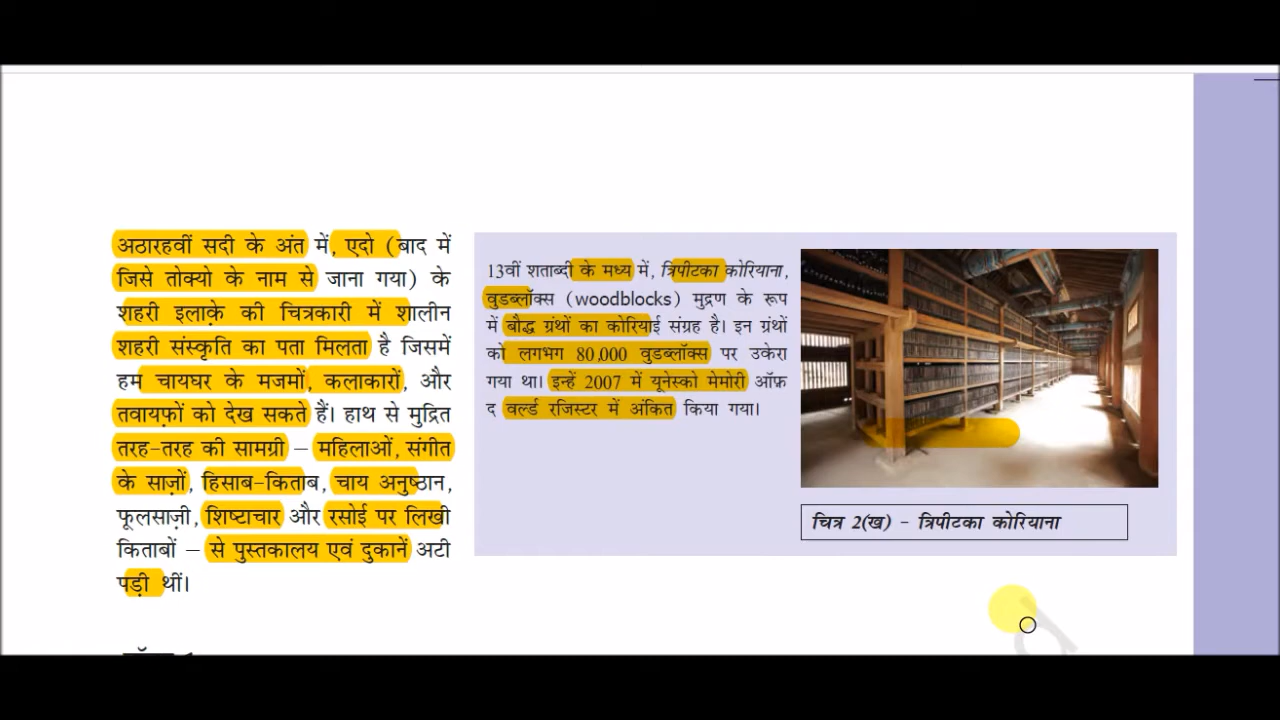 अठारहवीं सदी के अंत में, एदो (बाद में
जिसे तोक्यो के नाम से जाना गया) के
शहरी इलाके की चित्रकारी में शालीन
शहरी संस्कृति का पता मिलता है जिसमें
हम चायघर के मजमों, कलाकारों, और
तवायफ़ों को देख सकते हैं। हाथ से मुद्रित
तरह-तरह की सामग्री – महिलाओं, संगीत
के साज़ों, हिसाब-किताब, चाय अनुष्ठान,
फूलसाज़ी, शिष्टाचार और रसोई पर लिखी
किताबों – से पुस्तकालय एवं दुकानें अटी
पड़ी थीं।
13वीं शताब्दी के मध्य में, त्रिपीटका कोरियाना,
वुडब्लॉक्स (woodblocks) मुद्रण के रूप
में बौद्ध ग्रंथों का कोरियाई संग्रह है। इन ग्रंथों
को लगभग 80,000 वुडब्लॉक्स पर उकेरा
गया था। इन्हें 2007 में यूनेस्को मेमोरी ऑफ़
द वर्ल्ड रजिस्टर में अंकित किया गया।
चित्र 2(ख) - त्रिपीटका कोरियाना